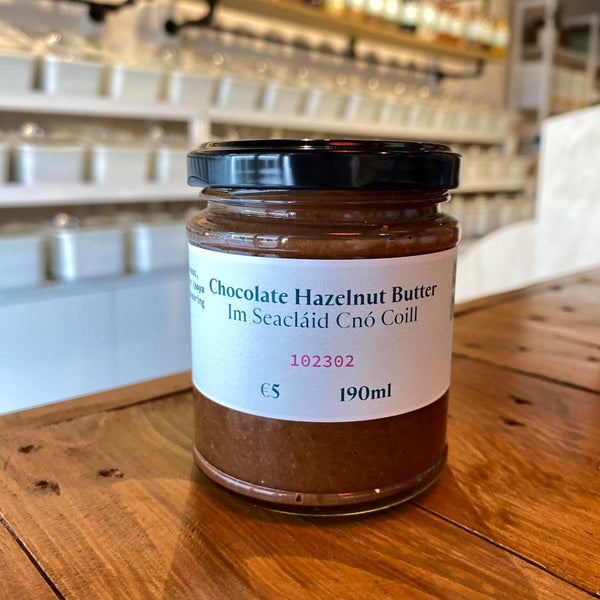 Chocolate Hazelnut Butter
Im Seacláid Cnó Coill
102302
€5 190ml